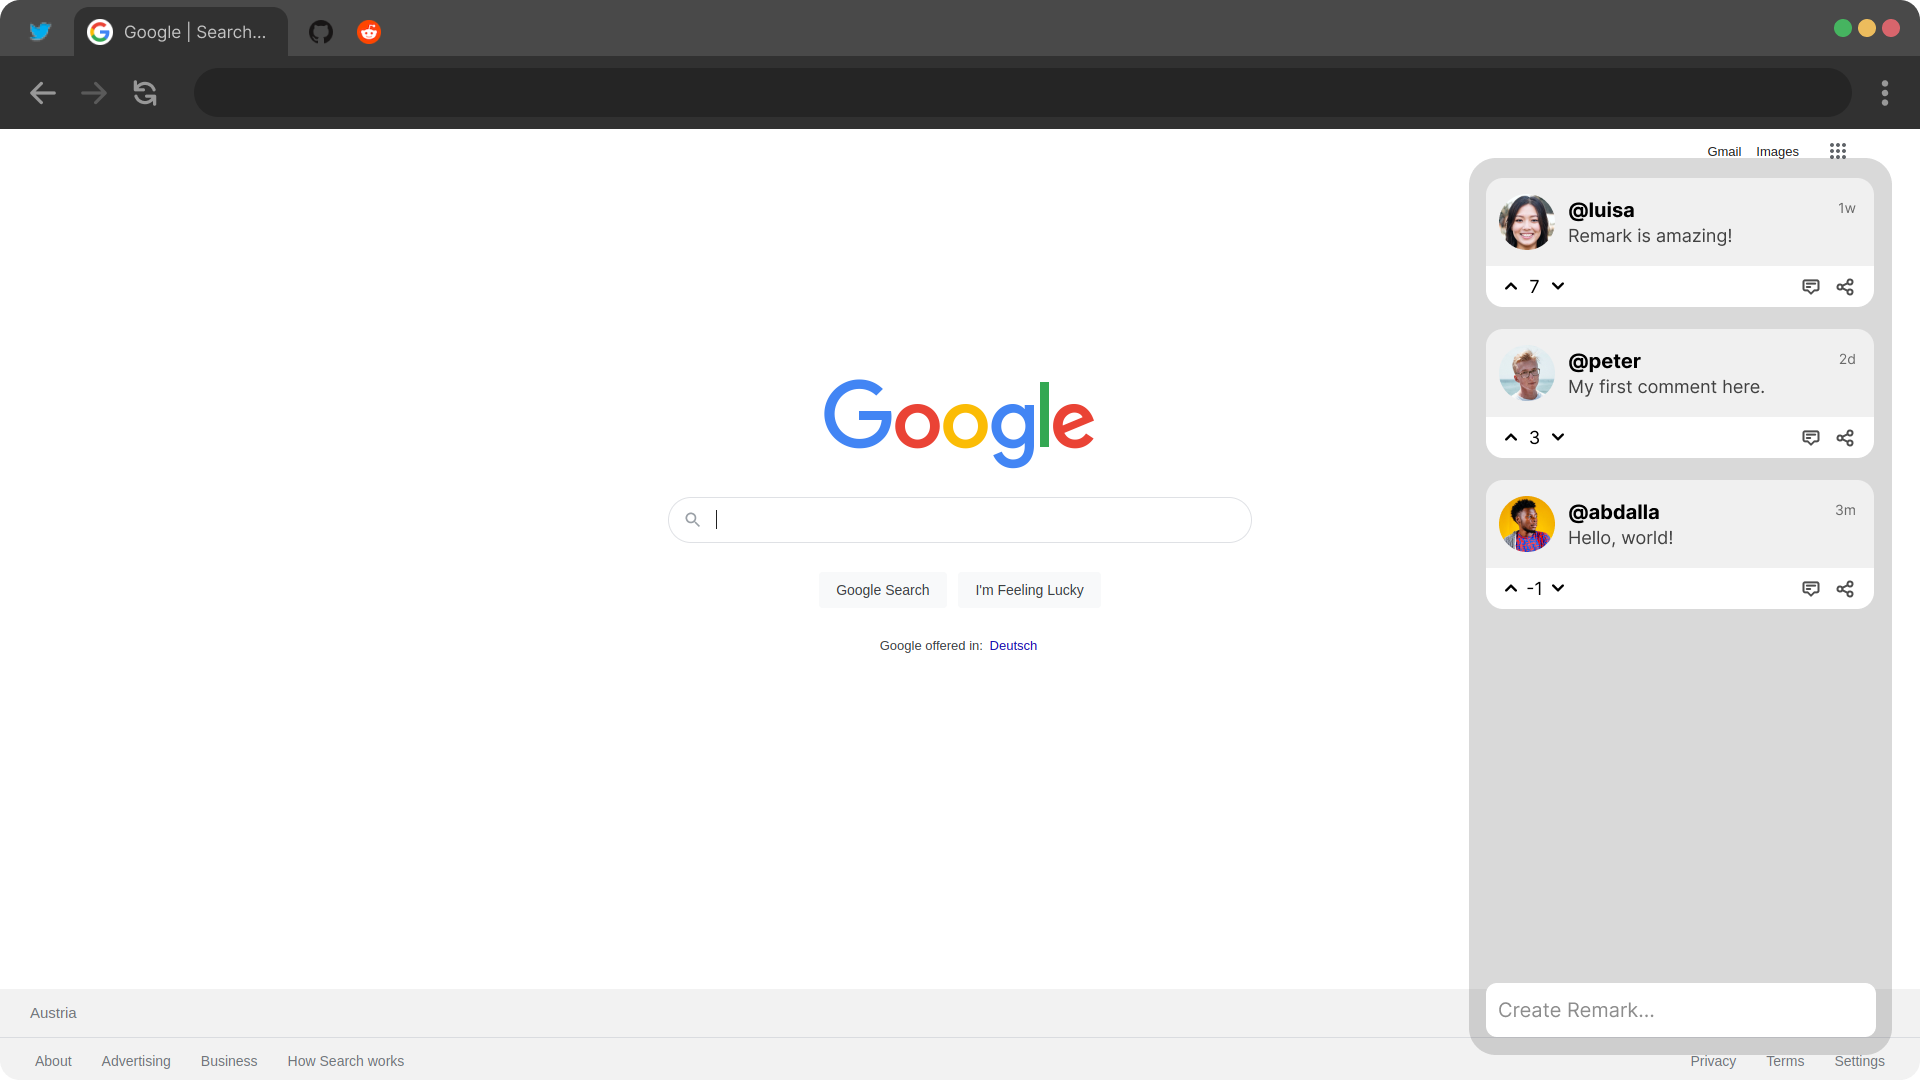 Google | Search...
Gmail Images
@luisa 1w
Remark is amazing!
7
@peter 2d
My first comment here.
3
@abdalla 3m
Hello, world!
-1
Create Remark...
Google
Google Search I'm Feeling Lucky
Google offered in: Deutsch
Austria
About Advertising Business How Search works Privacy Terms Settings